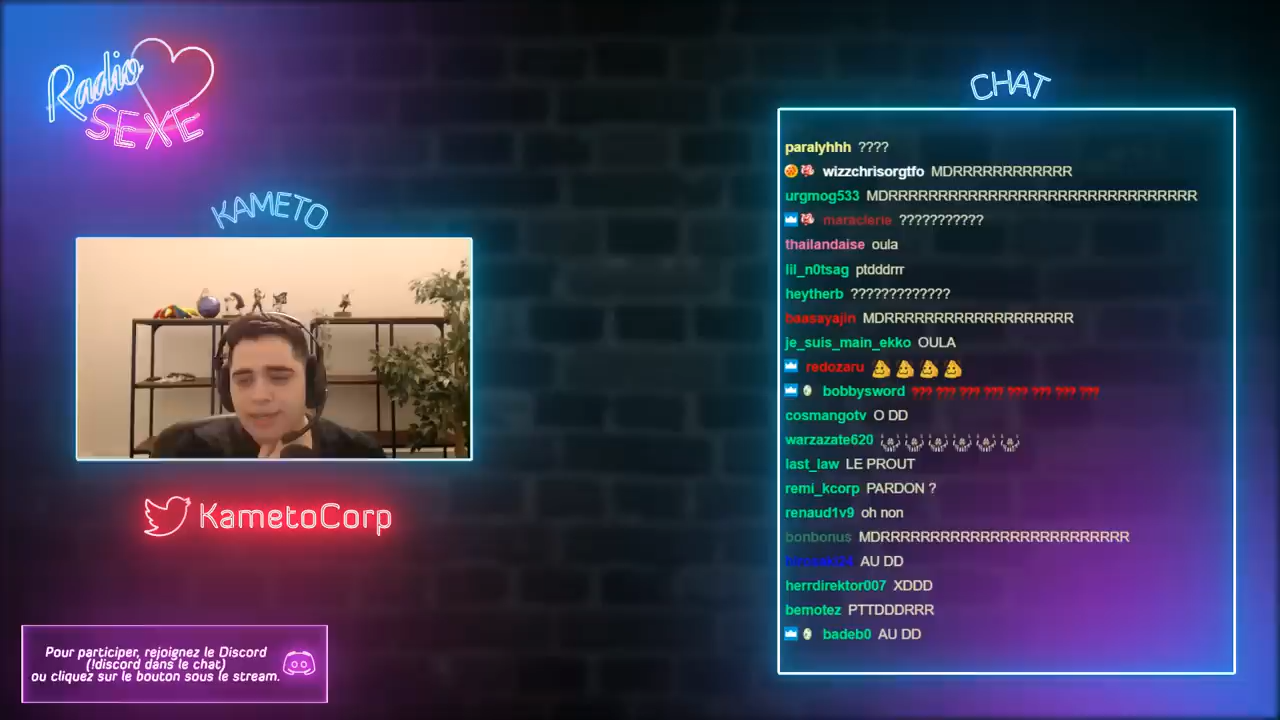 Radio
SEXE
KAMETO
KametoCorp
Pour participer, rejoignez le Discord
(!discord dans le chat)
ou cliquez sur le bouton sous le stream.
CHAT
paralyhhh ????
wizzchrisorgtfo MDRRRRRRRRRRRRR
urgmog533 MDRRRRRRRRRRRRRRRRRRRRRRRRRRRRRR
maraclerie ???????????
thailandaise oula
lil_n0tsag ptdddrrr
heytherb ?????????????
baasayajin MDRRRRRRRRRRRRRRRRRRR
je_suis_main_ekko OULA
redozaru
bobbysword ??? ??? ??? ??? ??? ??? ??? ???
cosmangotv O DD
warzazate620
last_law LE PROUT
remi_kcorp PARDON ?
renaud1v9 oh non
bonbonus MDRRRRRRRRRRRRRRRRRRRRRRRRR
AU DD
herrdirektor007 XDDD
bemotez PTTDDDRRR
badeb0 AU DD